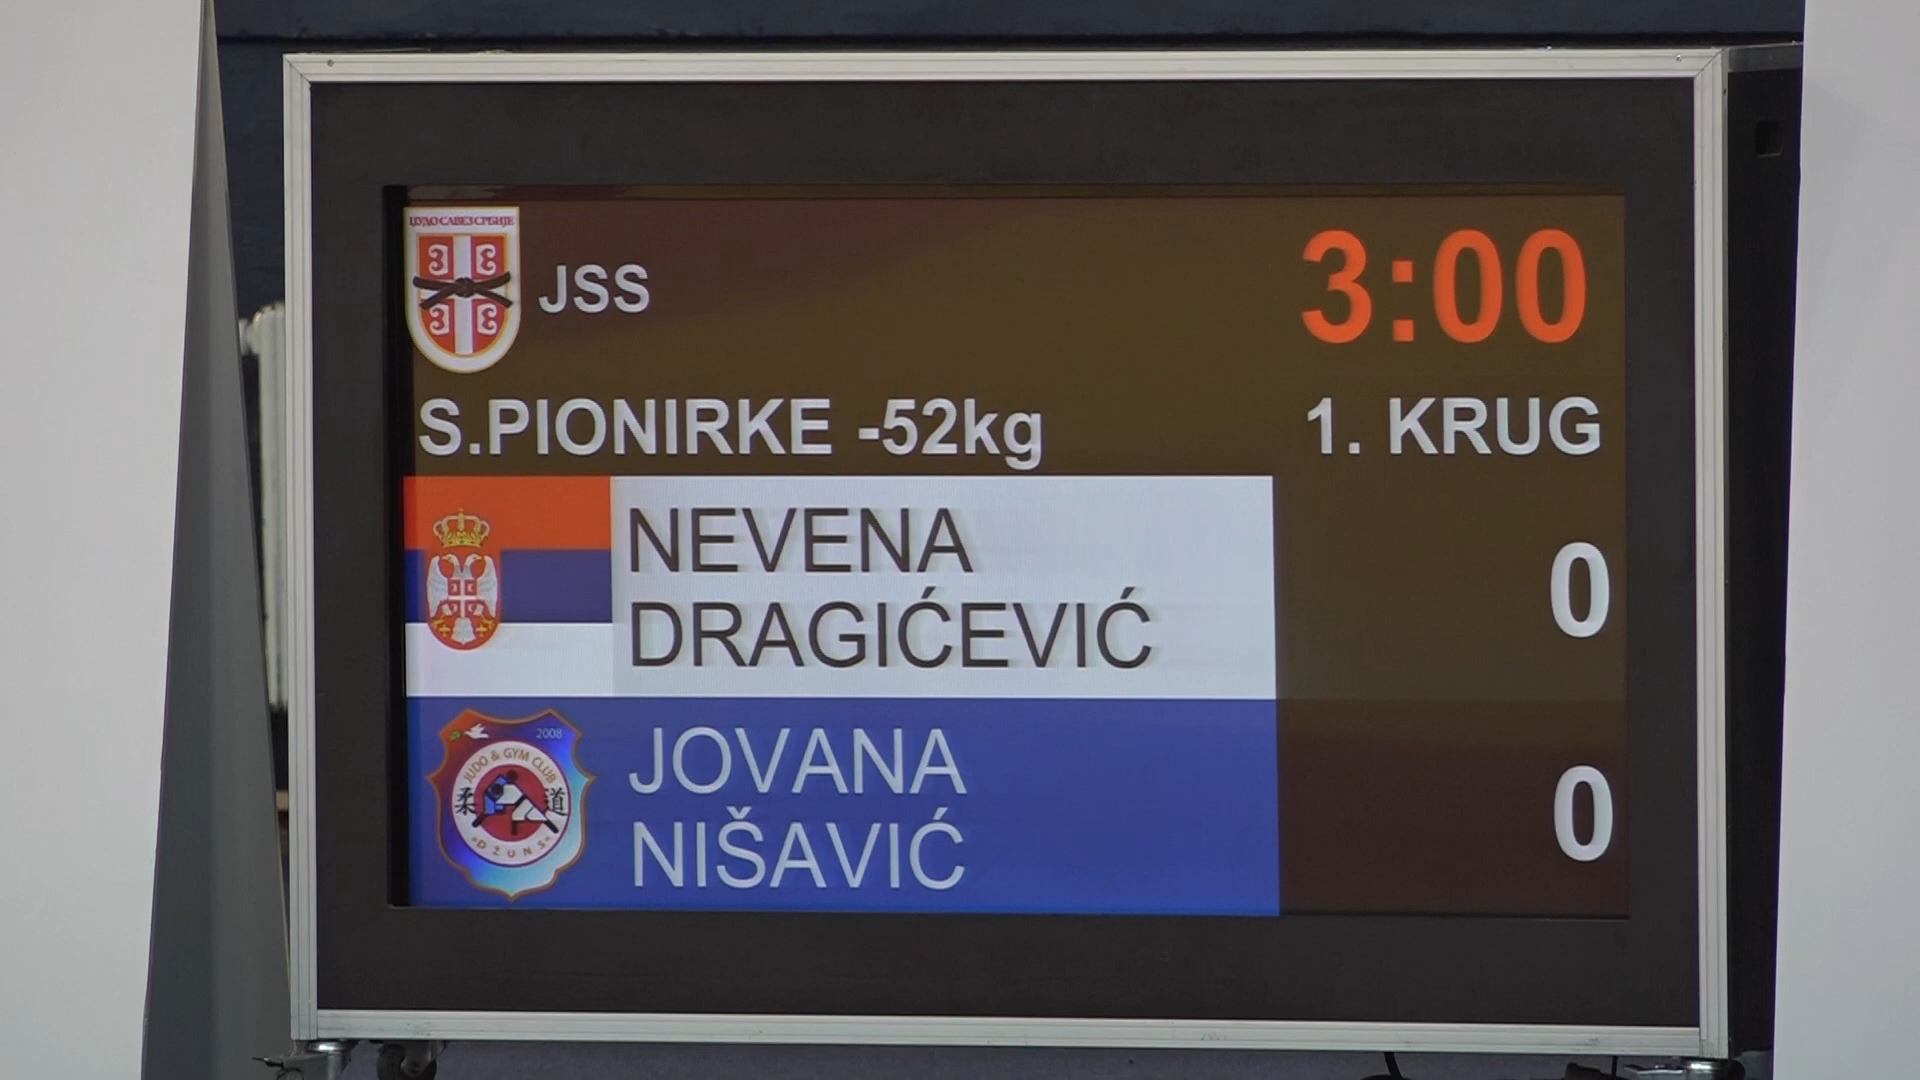 ЏУДО САВЕЗ СРБИЈЕ
JSS
3:00
S.PIONIRKE -52kg
1. KRUG
NEVENA
DRAGIĆEVIĆ
0
2008
JUDO & GYM CLUB
柔 道
»DŽUNS«
JOVANA
NIŠAVIĆ
0